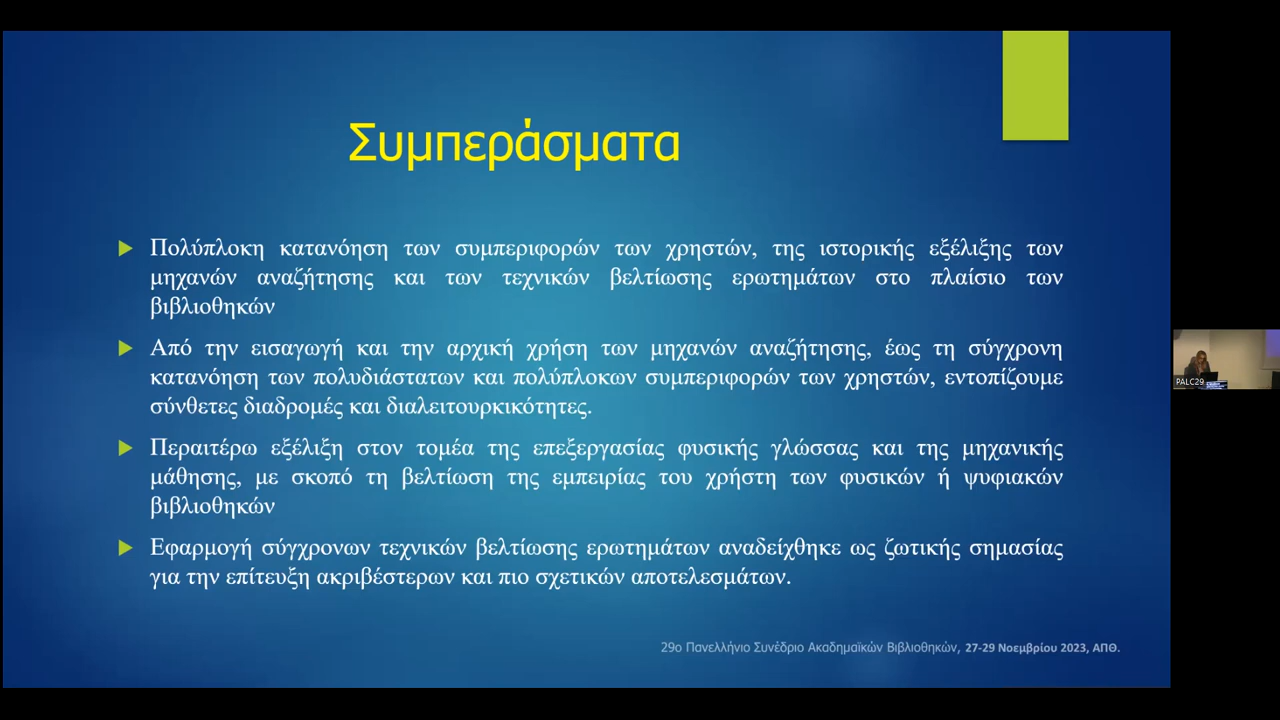 Συμπεράσματα
Πολύπλοκη κατανόηση των συμπεριφορών των χρηστών, της ιστορικής εξέλιξης των
μηχανών αναζήτησης και των τεχνικών βελτίωσης ερωτημάτων στο πλαίσιο των
βιβλιοθηκών
Από την εισαγωγή και την αρχική χρήση των μηχανών αναζήτησης, έως τη σύγχρονη
κατανόηση των πολυδιάστατων και πολύπλοκων συμπεριφορών των χρηστών, εντοπίζουμε
σύνθετες διαδρομές και διαλειτουρκικότητες.
Περαιτέρω εξέλιξη στον τομέα της επεξεργασίας φυσικής γλώσσας και της μηχανικής
μάθησης, με σκοπό τη βελτίωση της εμπειρίας του χρήστη των φυσικών ή ψυφιακών
βιβλιοθηκών
Εφαρμογή σύγχρονων τεχνικών βελτίωσης ερωτημάτων αναδείχθηκε ως ζωτικής σημασίας
για την επίτευξη ακριβέστερων και πιο σχετικών αποτελεσμάτων.
29ο Πανελλήνιο Συνέδριο Ακαδημαϊκών Βιβλιοθηκών, 27-29 Νοεμβρίου 2023, ΑΠΘ.
PALC29